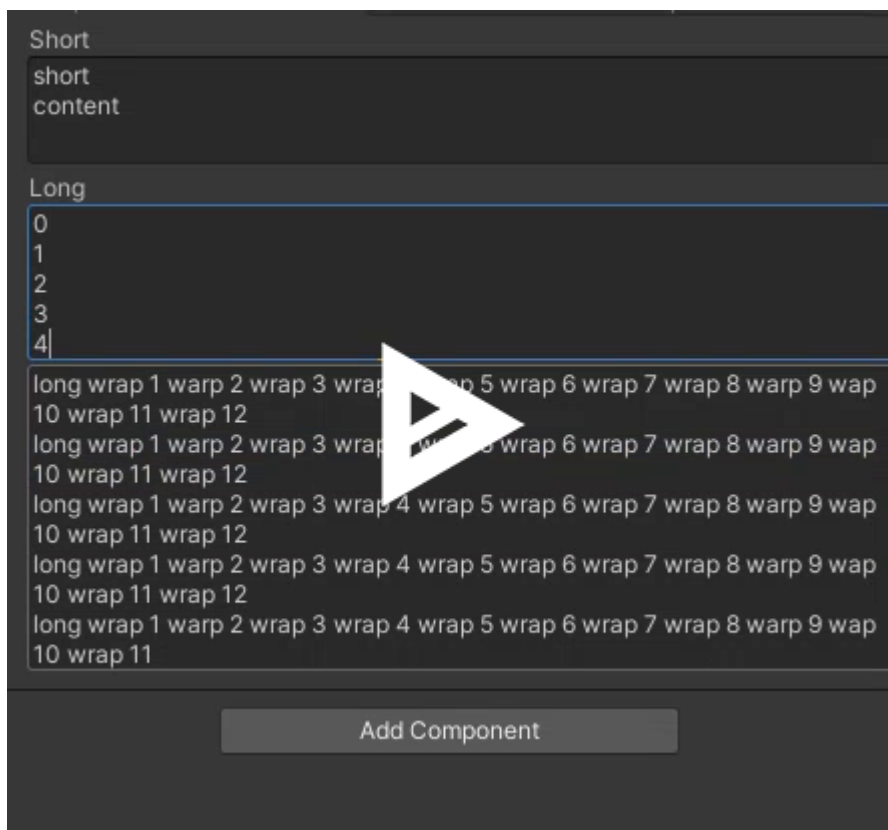 Short
short
content
Long
0
1
2
3
4
long wrap 1 warp 2 wrap 3 wrap 5 wrap 6 wrap 7 wrap 8 warp 9 wap
10 wrap 11 wrap 12
long wrap 1 warp 2 wrap 3 wrap wrap 6 wrap 7 wrap 8 warp 9 wap
10 wrap 11 wrap 12
long wrap 1 warp 2 wrap 3 wrap 4 wrap 5 wrap 6 wrap 7 wrap 8 warp 9 wap
10 wrap 11 wrap 12
long wrap 1 warp 2 wrap 3 wrap 4 wrap 5 wrap 6 wrap 7 wrap 8 warp 9 wap
10 wrap 11 wrap 12
long wrap 1 warp 2 wrap 3 wrap 4 wrap 5 wrap 6 wrap 7 wrap 8 warp 9 wap
10 wrap 11
Add Component